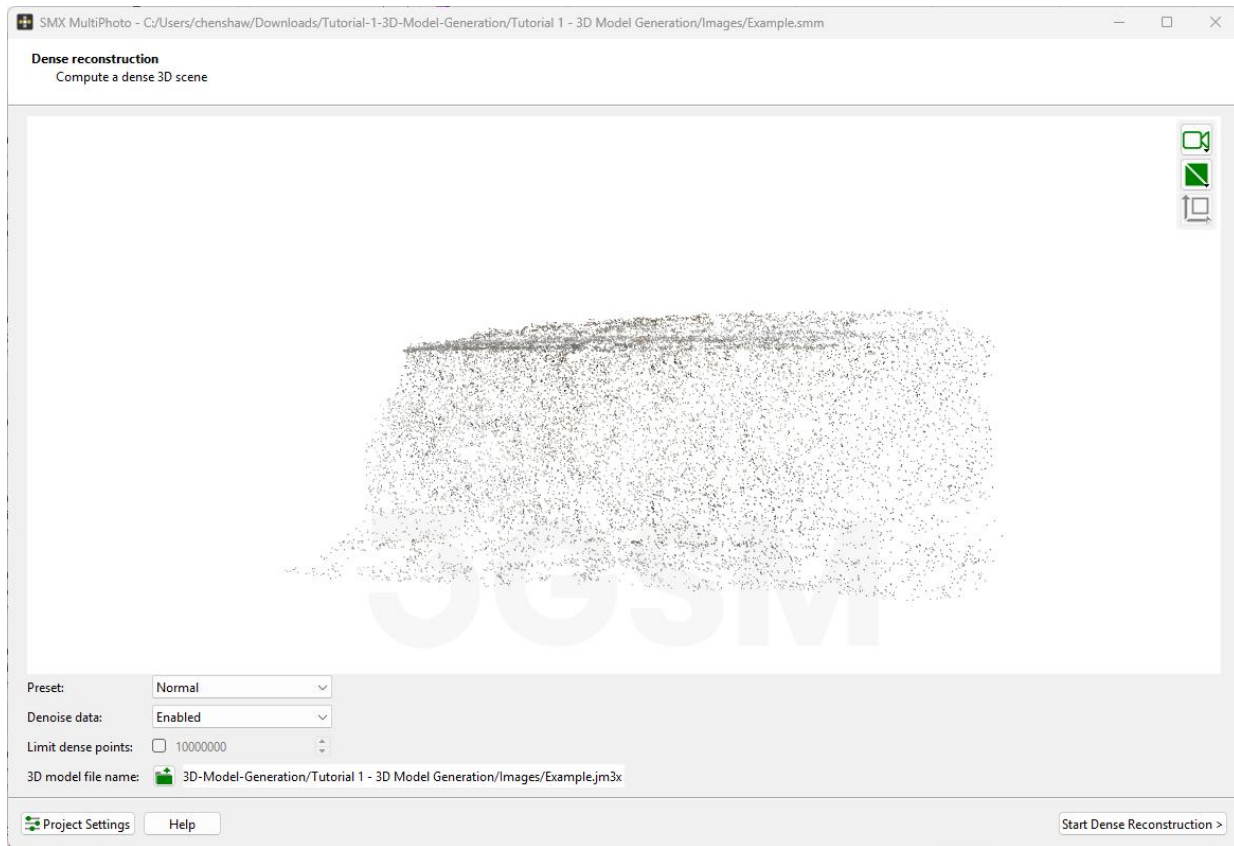 SMX MultiPhoto - C:/Users/chenshaw/Downloads/Tutorial-1-3D-Model-Generation/Tutorial 1 - 3D Model Generation/Images/Example.smm
Dense reconstruction
Compute a dense 3D scene
3GSM
Preset: Normal
Denoise data: Enabled
Limit dense points: 10000000
3D model file name: 3D-Model-Generation/Tutorial 1 - 3D Model Generation/Images/Example.jm3x
Project Settings Help Start Dense Reconstruction >